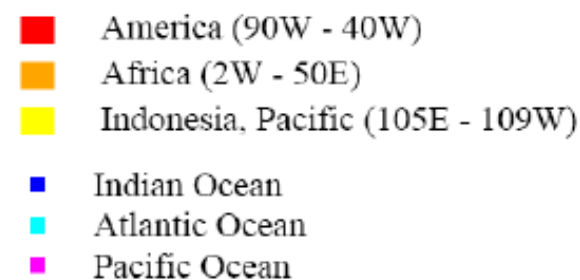 America (90W - 40W)
Africa (2W - 50E)
Indonesia, Pacific (105E - 109W)
Indian Ocean
Atlantic Ocean
Pacific Ocean